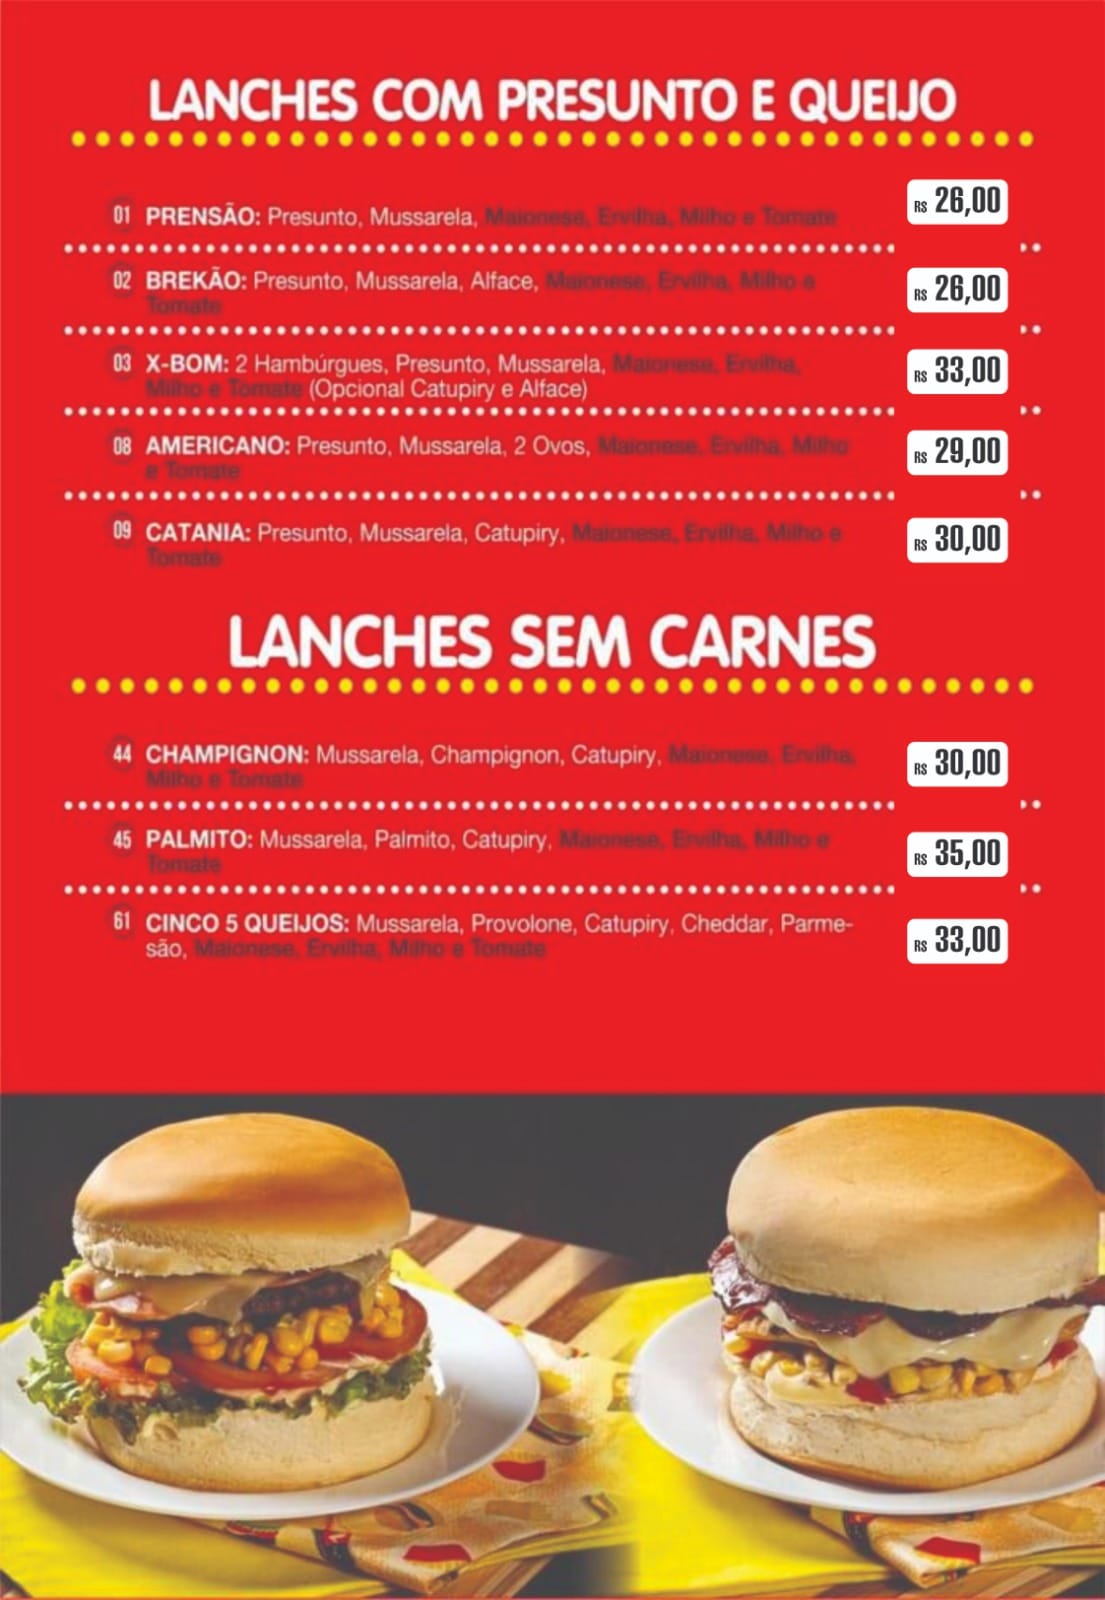 LANCHES COM PRESUNTO E QUEIJO
01 PRENSÃO: Presunto, Mussarela, Maionese, Ervilha, Milho e Tomate R$ 26,00
02 BREKÃO: Presunto, Mussarela, Alface, Maionese, Ervilha, Milho e
Tomate
R$ 26,00
03 X-BOM: 2 Hambúrgues, Presunto, Mussarela, Maionese, Ervilha,
Milho e Tomate (Opcional Catupiry e Alface)
R$ 33,00
08 AMERICANO: Presunto, Mussarela, 2 Ovos, Maionese, Ervilha, Milho
e Tomate
R$ 29,00
09 CATANIA: Presunto, Mussarela, Catupiry, Maionese, Ervilha, Milho e
Tomate
R$ 30,00
LANCHES SEM CARNES
44 CHAMPIGNON: Mussarela, Champignon, Catupiry, Maionese, Ervilha,
Milho e Tomate
R$ 30,00
45 PALMITO: Mussarela, Palmito, Catupiry, Maionese, Ervilha, Milho e
Tomate
R$ 35,00
61 CINCO 5 QUEIJOS: Mussarela, Provolone, Catupiry, Cheddar, Parme-
são, Maionese, Ervilha, Milho e Tomate
R$ 33,00